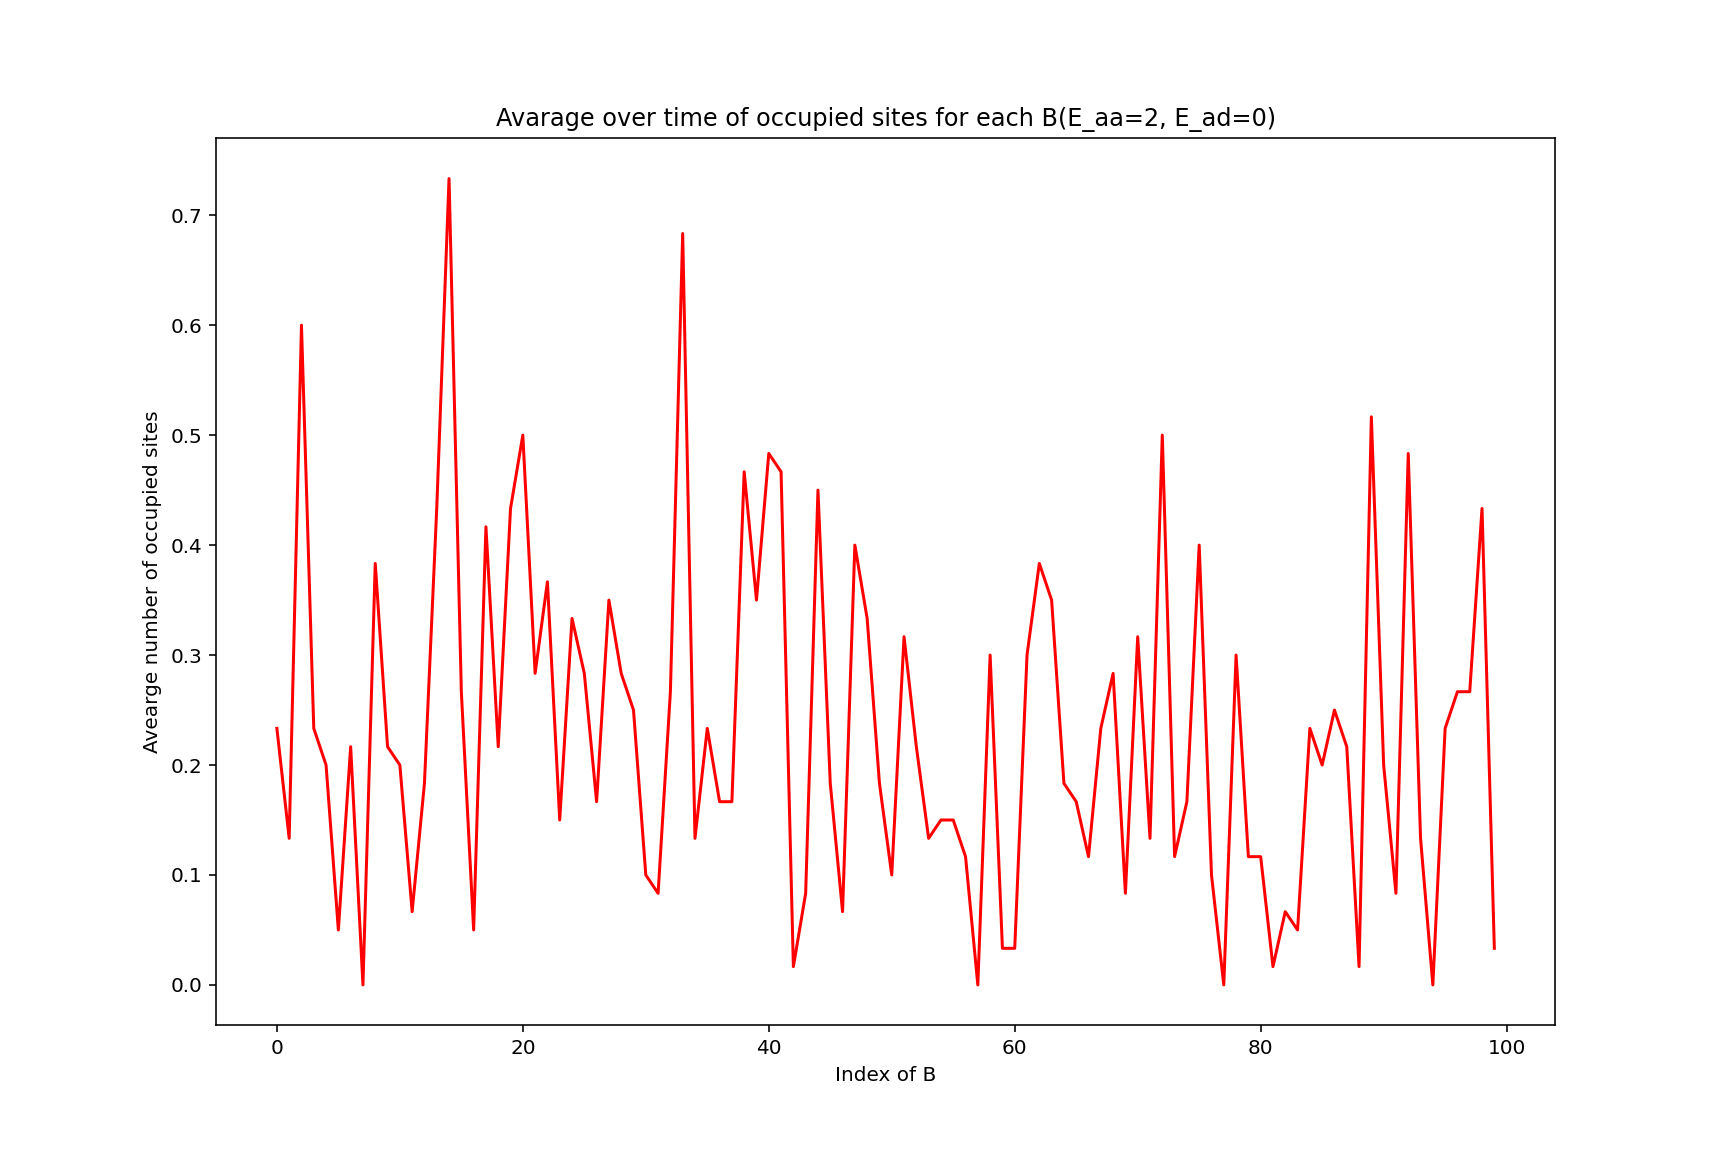 Avarage over time of occupied sites for each B(E_aa=2, E_ad=0)
Avearge number of occupied sites
0.7
0.6
0.5
0.4
0.3
0.2
0.1
0.0
0 20 40 60 80 100
Index of B